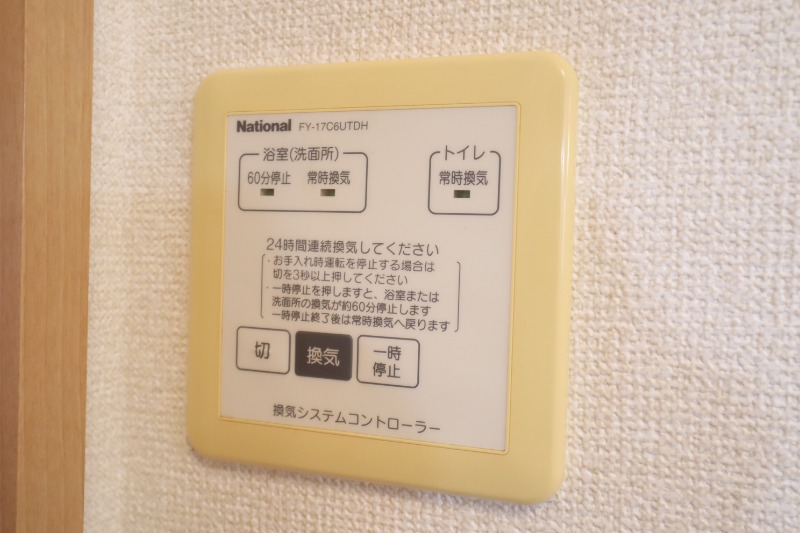 National FY-17C6UTDH
浴室(洗面所)
60分停止 常時換気
トイレ
常時換気
24時間連続換気してください
・お手入れ時運転を停止する場合は
切を3秒以上押してください
・一時停止を押しますと、浴室または
洗面所の換気が約60分停止します
一時停止終了後は常時換気へ戻ります
切
換気
一時
停止
換気システムコントローラー